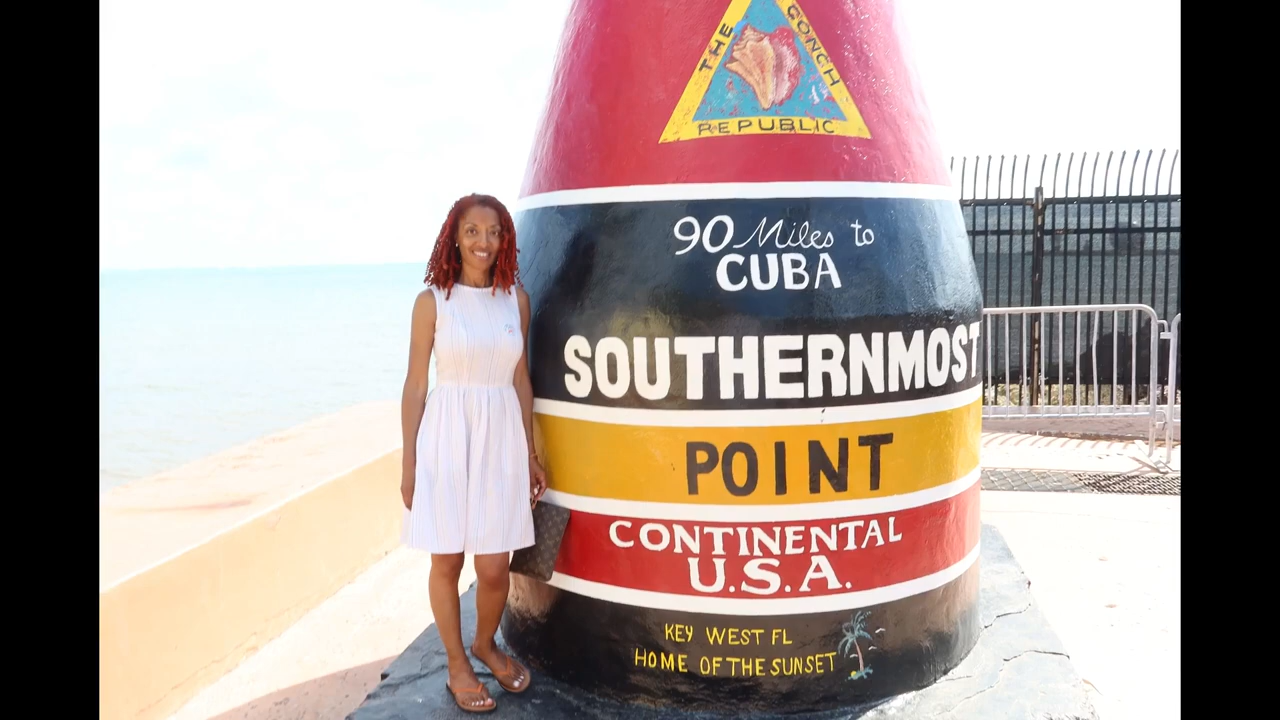 THE CONCH
REPUBLIC
90 Miles to
CUBA
SOUTHERNMOST
POINT
CONTINENTAL
U.S.A.
KEY WEST FL
HOME OF THE SUNSET